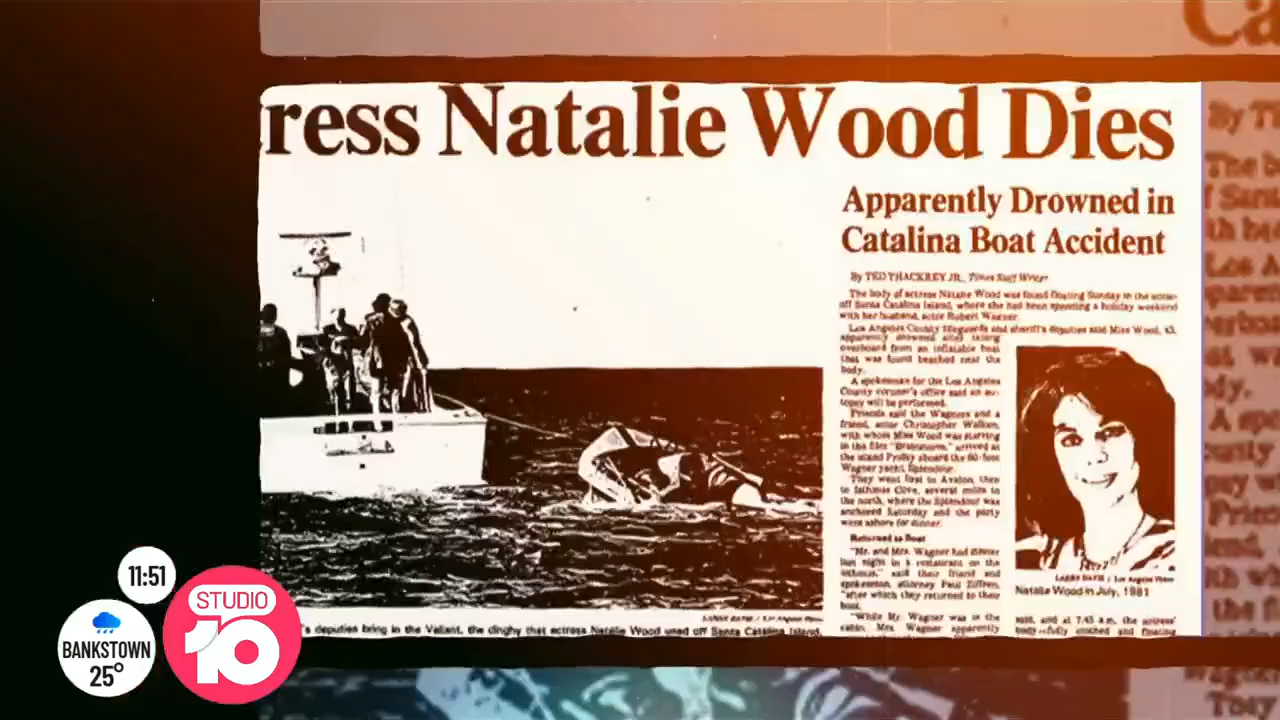 Ca
ress Natalie Wood Dies
Apparently Drowned in
Catalina Boat Accident
By TED THACKREY JR., Times Staff Writer
The body of actress Natalie Wood was found floating Sunday in the ocean
off Santa Catalina Island, where she had been spending a holiday weekend
with her husband, actor Robert Wagner.
Los Angeles County lifeguards and sheriff's deputies said Miss Wood, 43,
apparently drowned after falling
overboard from an inflatable boat
that was found beached near the
body.
A spokesman for the Los Angeles
County coroner's office said an au-
topsy will be performed.
Friends said the Wagners and a
friend, actor Christopher Walken,
with whom Miss Wood was starring
in the film "Brainstorm," arrived at
the island Friday aboard the 60-foot
Wagner yacht, Splendour.
They went first to Avalon, then
to Isthmus Cove, several miles to
the north, where the Splendour was
anchored Saturday and the party
went ashore for dinner.
Returned to Boat
"Mr. and Mrs. Wagner had dinner
last night in a restaurant on the
isthmus," said their friend and
spokesman, attorney Paul Ziffren,
"after which they returned to their
boat.
"While Mr. Wagner was in the
cabin, Mrs. Wagner apparently
LARRY DAVIS / Los Angeles Times
Natalie Wood in July, 1981
said, and at 7:45 a.m. the actress'
body, fully clothed and floating
's deputies bring in the Valiant, the dinghy that actress Natalie Wood used off Santa Catalina Island.
11:51
BANKSTOWN
25°
STUDIO
10